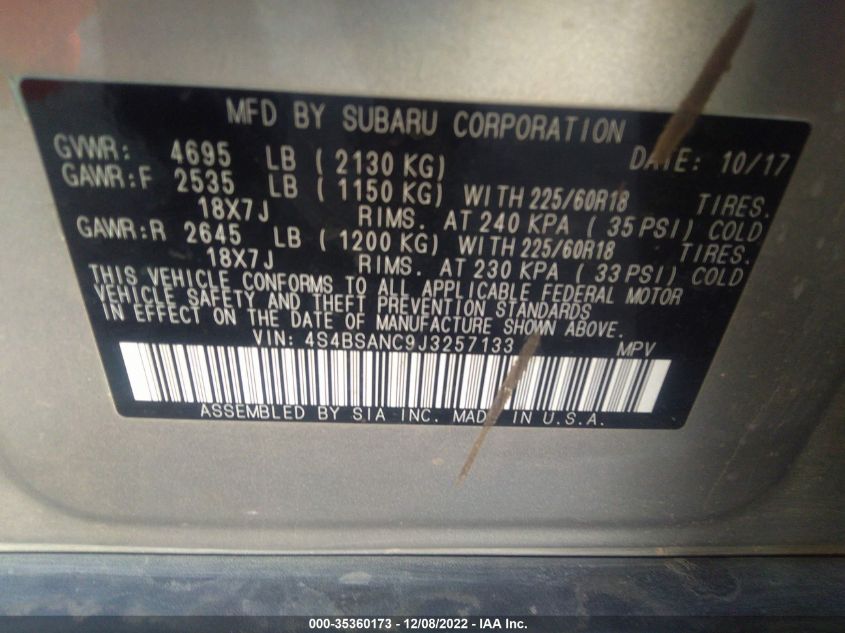 MFD BY SUBARU CORPORATION
GVWR: 4695 LB ( 2130 KG) DATE: 10/17
GAWR:F 2535 LB ( 1150 KG) WITH 225/60R18 TIRES.
18X7J RIMS. AT 240 KPA ( 35 PSI) COLD
GAWR:R 2645 LB ( 1200 KG) WITH 225/60R18 TIRES.
18X7J RIMS. AT 230 KPA ( 33 PSI) COLD
THIS VEHICLE CONFORMS TO ALL APPLICABLE FEDERAL MOTOR
VEHICLE SAFETY AND THEFT PREVENTION STANDARDS
IN EFFECT ON THE DATE OF MANUFACTURE SHOWN ABOVE.
VIN: 4S4BSANC9J3257133 MPV
ASSEMBLED BY SIA INC. MADE IN U.S.A.
000-35360173 - 12/08/2022 - IAA Inc.